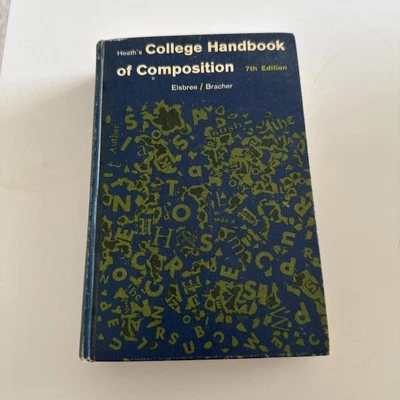 Heath's College Handbook
of Composition 7th Edition
Elsbree / Bracher